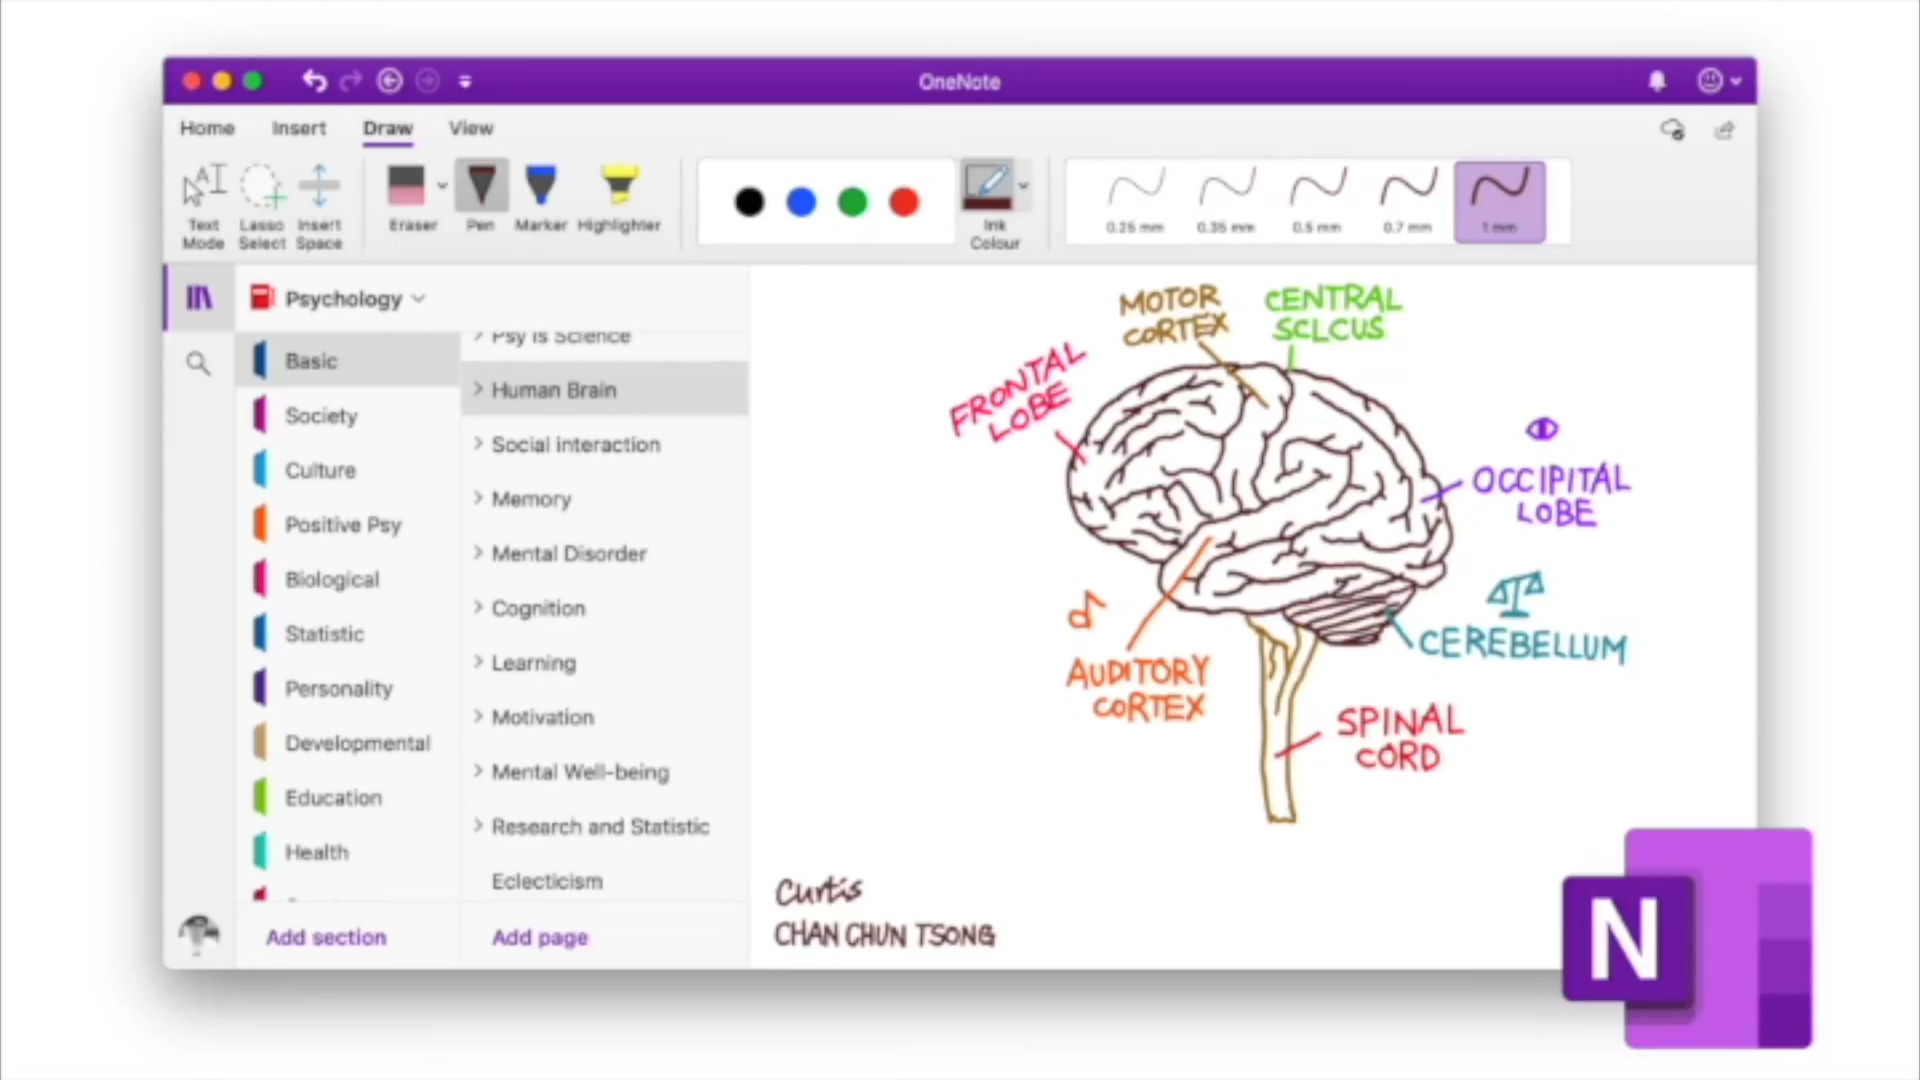 OneNote
Home Insert Draw View
Text Mode
Lasso Select
Insert Space
Eraser
Pen
Marker
Highlighter
Ink Colour
0.25 mm
0.35 mm
0.5 mm
0.7 mm
1 mm
Psychology
Basic
Society
Culture
Positive Psy
Biological
Statistic
Personality
Developmental
Education
Health
Add section
Psy is Science
Human Brain
Social interaction
Memory
Mental Disorder
Cognition
Learning
Motivation
Mental Well-being
Research and Statistic
Eclecticism
Add page
MOTOR
CORTEX
CENTRAL
SCLCUS
FRONTAL
LOBE
OCCIPITAL
LOBE
CEREBELLUM
AUDITORY
CORTEX
SPINAL
CORD
Curtis
CHAN CHUN TSONG
N